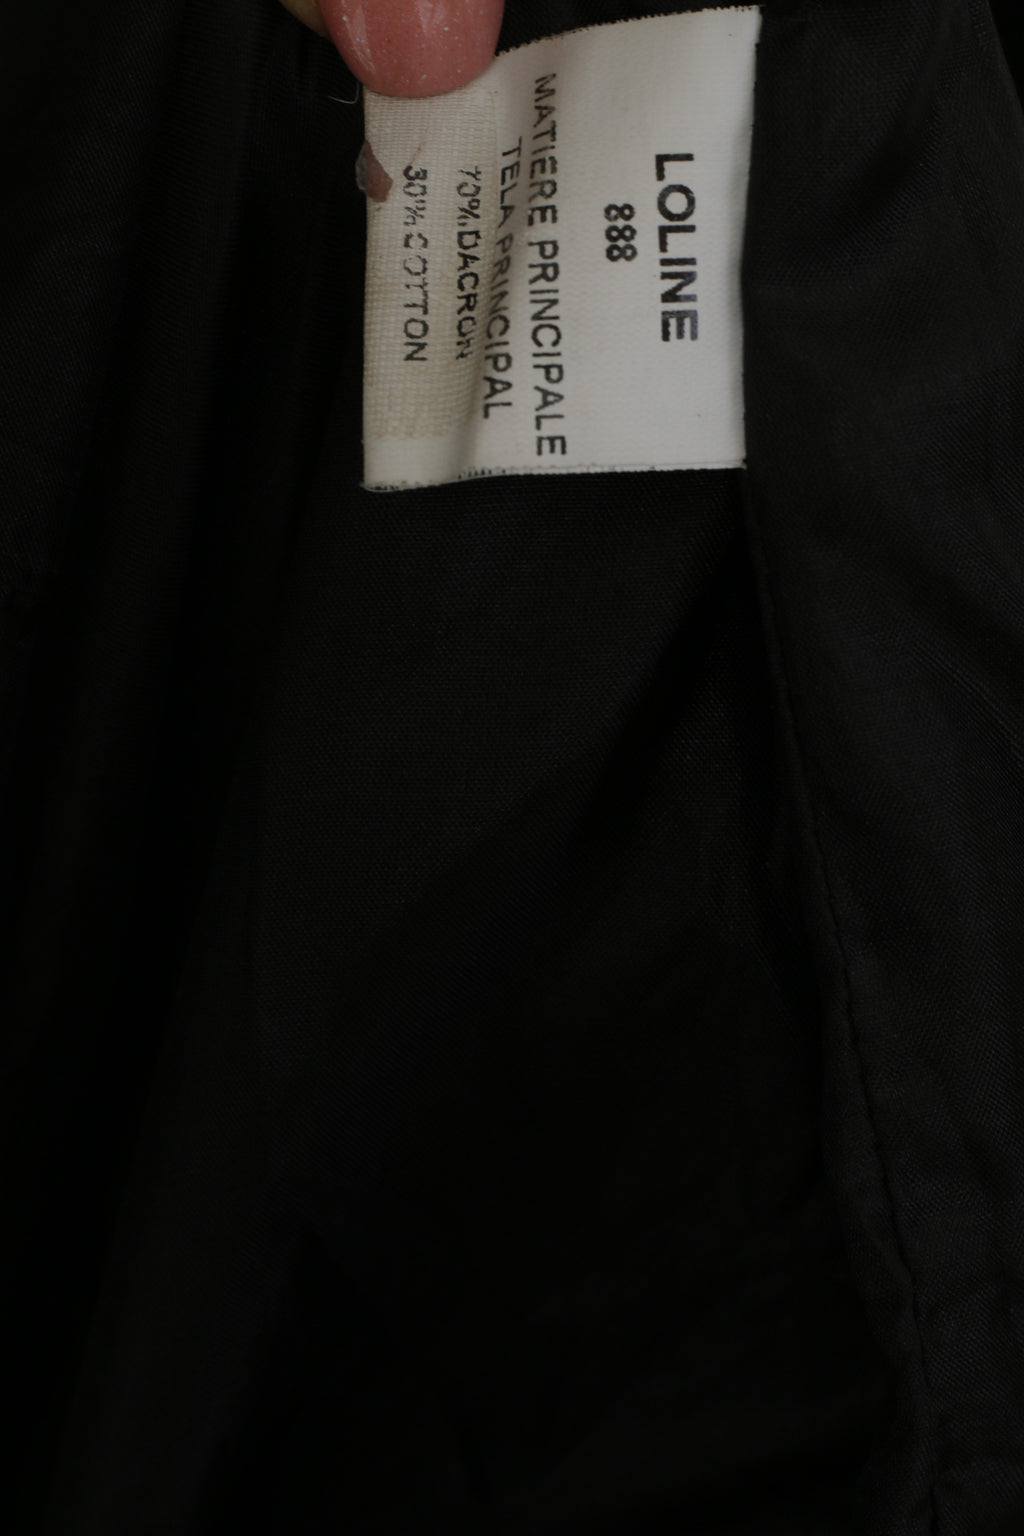 LOLINE
888
MATIERE PRINCIPALE
TELA PRINCIPAL
70% DACRON
30% COTTON